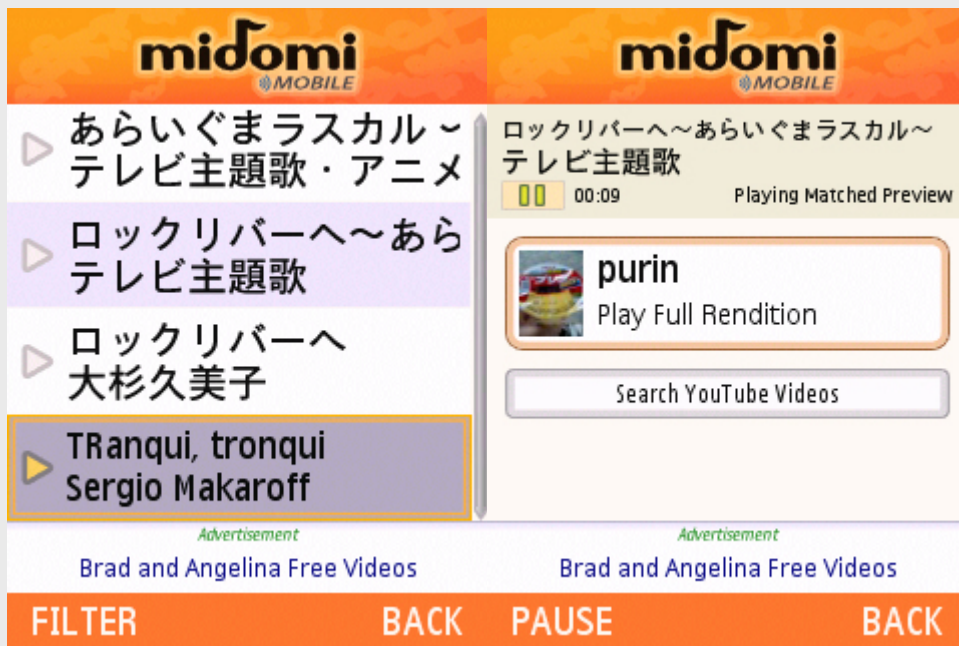 midomi
MOBILE
あらいぐまラスカル ~
テレビ主題歌・アニメ
ロックリバーへ～あら
テレビ主題歌
ロックリバーへ
大杉久美子
TRanqui, tronqui
Sergio Makaroff
Advertisement
Brad and Angelina Free Videos
FILTER BACK
midomi
MOBILE
ロックリバーへ～あらいぐまラスカル～
テレビ主題歌
00:09 Playing Matched Preview
purin
Play Full Rendition
Search YouTube Videos
Advertisement
Brad and Angelina Free Videos
PAUSE BACK